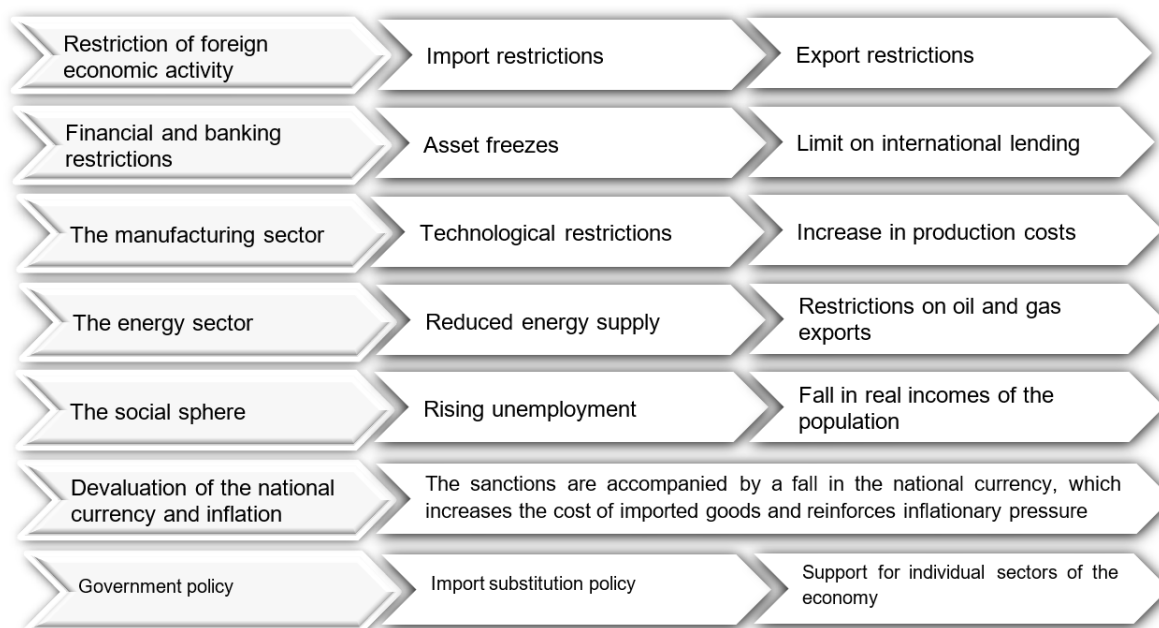 Restriction of foreign
economic activity
Import restrictions
Export restrictions
Financial and banking
restrictions
Asset freezes
Limit on international lending
The manufacturing sector
Technological restrictions
Increase in production costs
The energy sector
Reduced energy supply
Restrictions on oil and gas
exports
The social sphere
Rising unemployment
Fall in real incomes of the
population
Devaluation of the national
currency and inflation
The sanctions are accompanied by a fall in the national currency, which
increases the cost of imported goods and reinforces inflationary pressure
Government policy
Import substitution policy
Support for individual sectors of the
economy